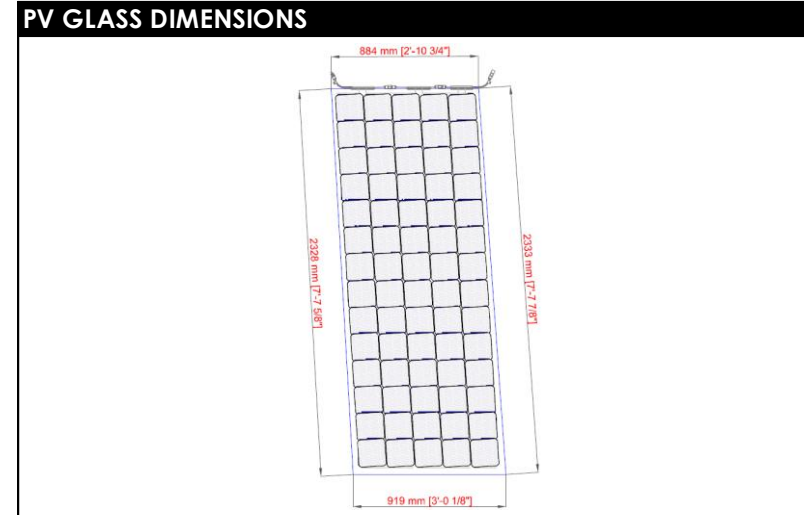 PV GLASS DIMENSIONS
884 mm [2'-10 3/4"]
2328 mm [7'-7 5/8"]
2333 mm [7'-7 7/8"]
919 mm [3'-0 1/8"]